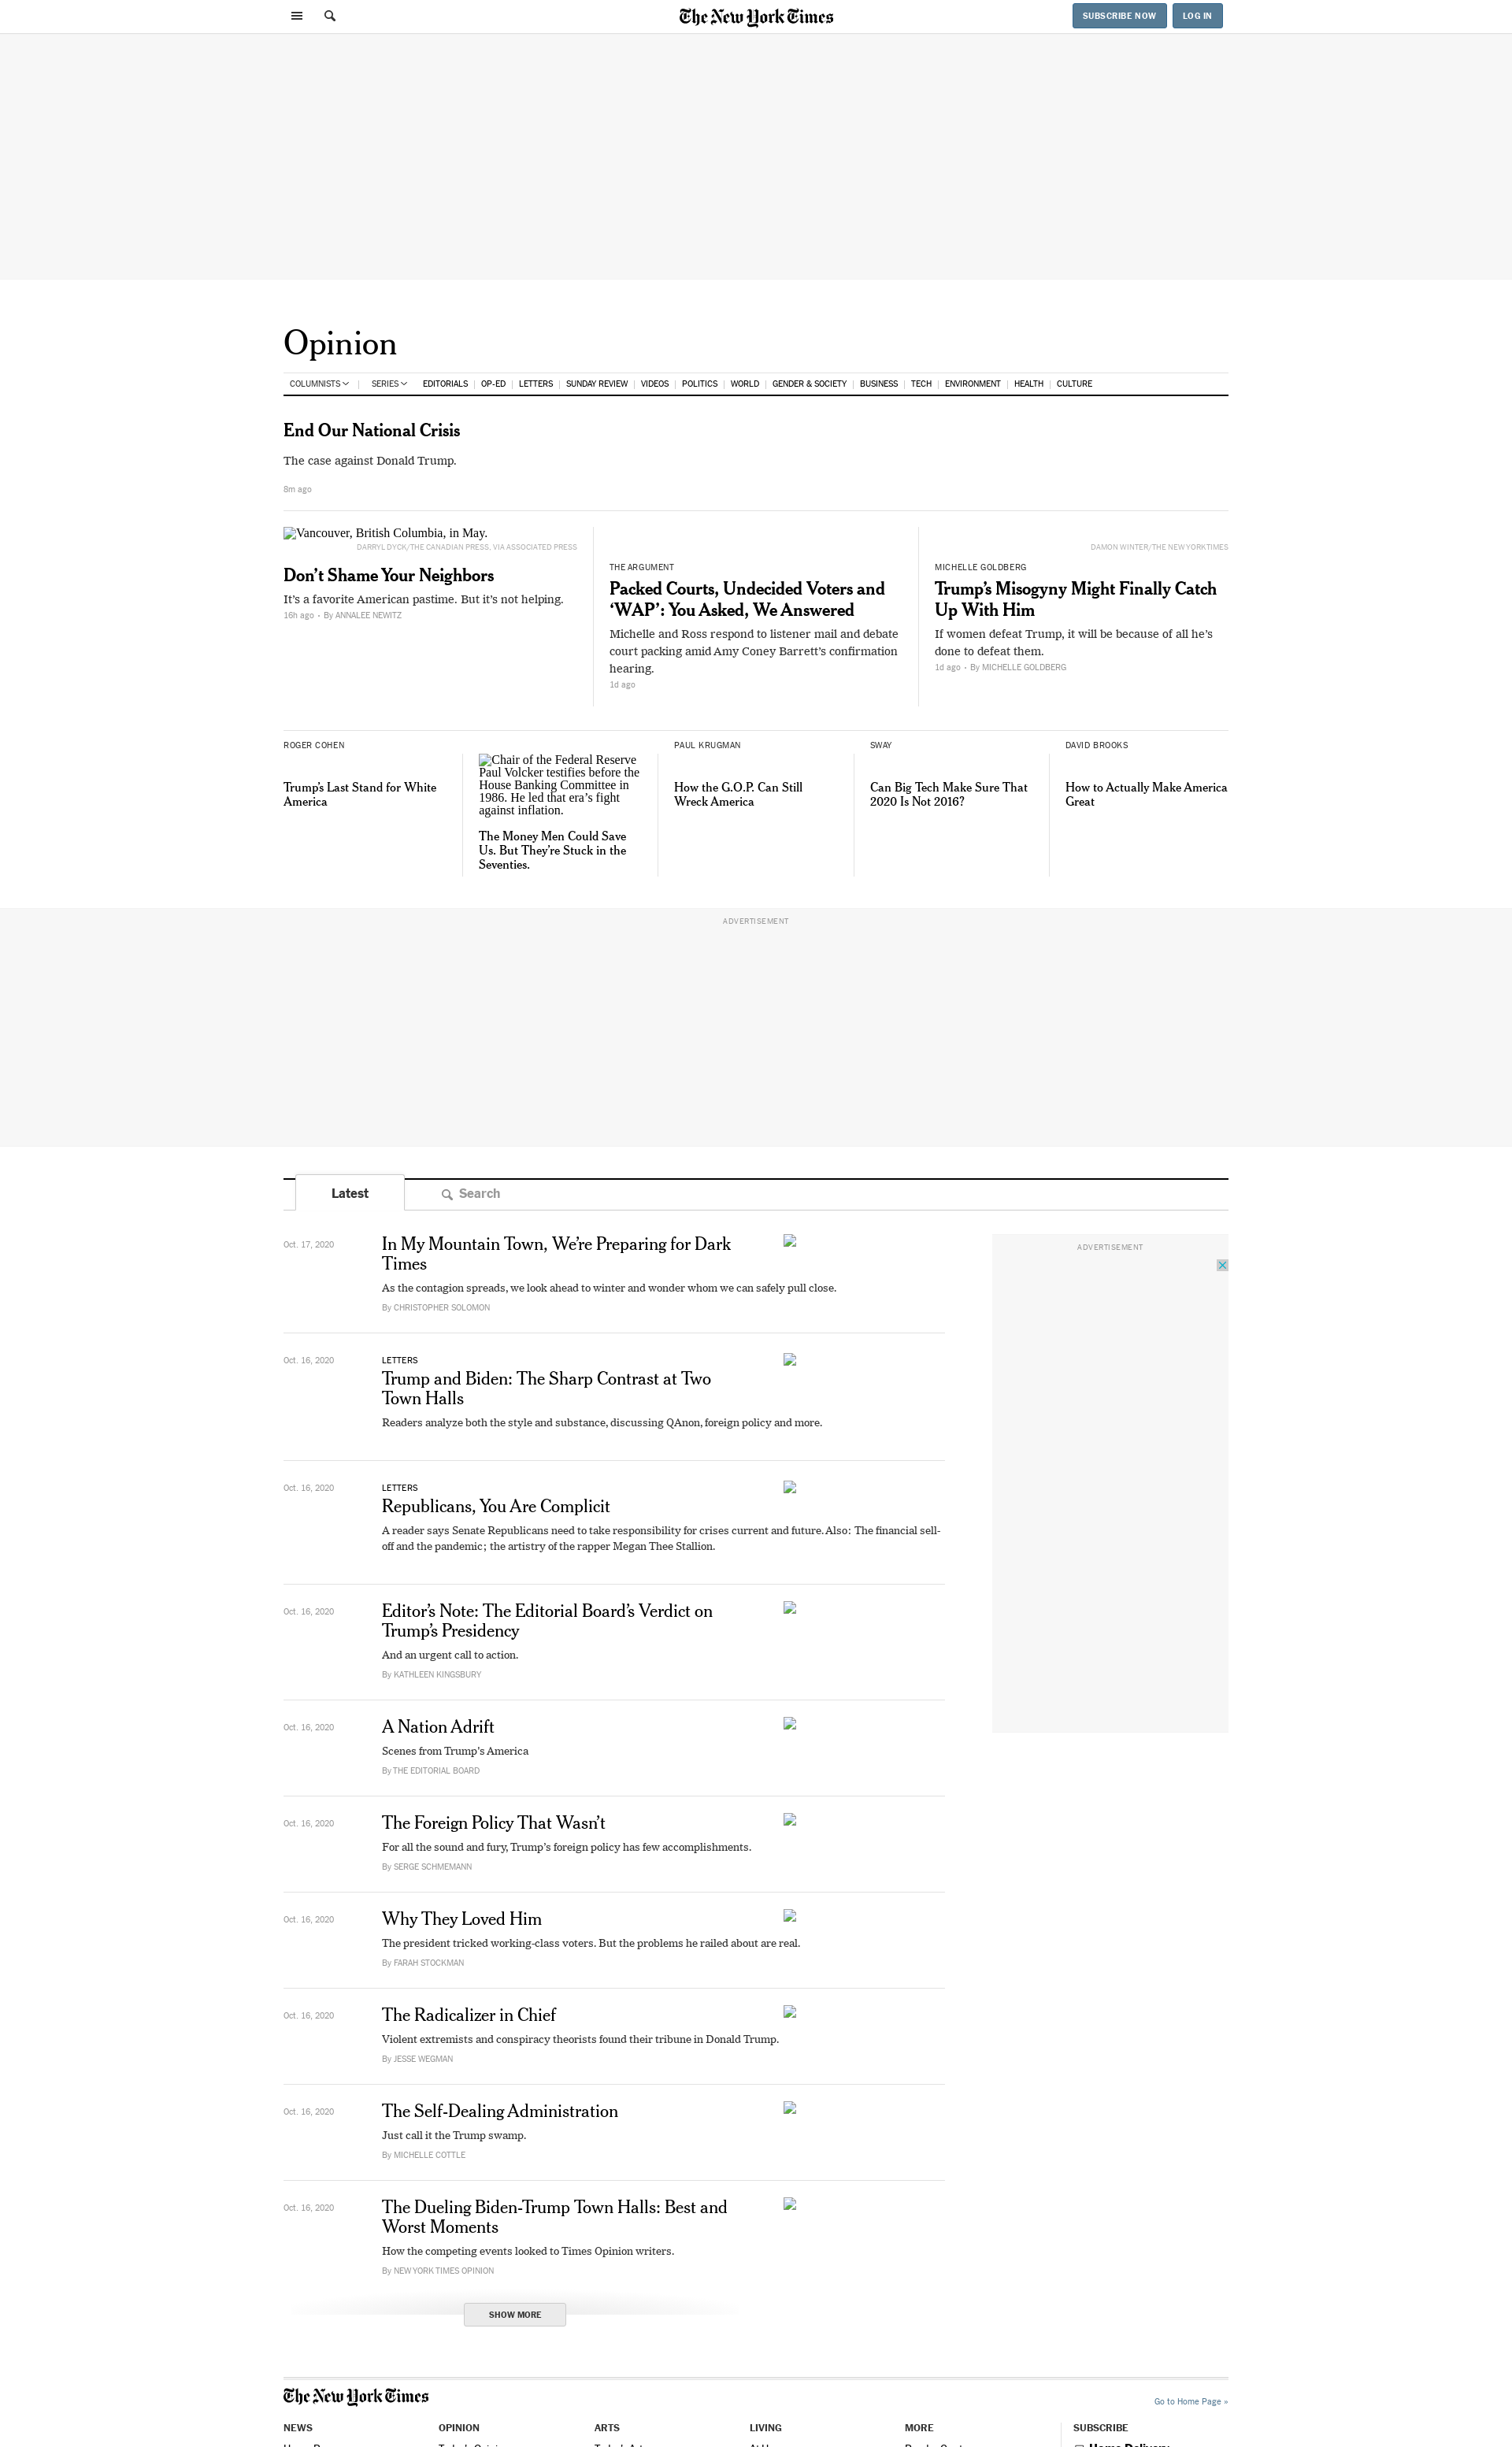 The New York Times
SUBSCRIBE NOW
LOG IN
Opinion
COLUMNISTS
SERIES
EDITORIALS
OP-ED
LETTERS
SUNDAY REVIEW
VIDEOS
POLITICS
WORLD
GENDER & SOCIETY
BUSINESS
TECH
ENVIRONMENT
HEALTH
CULTURE
End Our National Crisis
The case against Donald Trump.
8m ago
Vancouver, British Columbia, in May.
DARRYL DYCK/THE CANADIAN PRESS, VIA ASSOCIATED PRESS
Don’t Shame Your Neighbors
It’s a favorite American pastime. But it’s not helping.
16h ago • By ANNALEE NEWITZ
THE ARGUMENT
Packed Courts, Undecided Voters and
‘WAP’: You Asked, We Answered
Michelle and Ross respond to listener mail and debate
court packing amid Amy Coney Barrett’s confirmation
hearing.
1d ago
DAMON WINTER/THE NEW YORK TIMES
MICHELLE GOLDBERG
Trump’s Misogyny Might Finally Catch
Up With Him
If women defeat Trump, it will be because of all he’s
done to defeat them.
1d ago • By MICHELLE GOLDBERG
ROGER COHEN
Trump’s Last Stand for White
America
Chair of the Federal Reserve
Paul Volcker testifies before the
House Banking Committee in
1986. He led that era’s fight
against inflation.
The Money Men Could Save
Us. But They’re Stuck in the
Seventies.
PAUL KRUGMAN
How the G.O.P. Can Still
Wreck America
SWAY
Can Big Tech Make Sure That
2020 Is Not 2016?
DAVID BROOKS
How to Actually Make America
Great
ADVERTISEMENT
Latest
Search
Oct. 17, 2020
In My Mountain Town, We’re Preparing for Dark
Times
As the contagion spreads, we look ahead to winter and wonder whom we can safely pull close.
By CHRISTOPHER SOLOMON
ADVERTISEMENT
Oct. 16, 2020
LETTERS
Trump and Biden: The Sharp Contrast at Two
Town Halls
Readers analyze both the style and substance, discussing QAnon, foreign policy and more.
Oct. 16, 2020
LETTERS
Republicans, You Are Complicit
A reader says Senate Republicans need to take responsibility for crises current and future. Also: The financial sell-
off and the pandemic; the artistry of the rapper Megan Thee Stallion.
Oct. 16, 2020
Editor’s Note: The Editorial Board’s Verdict on
Trump’s Presidency
And an urgent call to action.
By KATHLEEN KINGSBURY
Oct. 16, 2020
A Nation Adrift
Scenes from Trump’s America
By THE EDITORIAL BOARD
Oct. 16, 2020
The Foreign Policy That Wasn’t
For all the sound and fury, Trump’s foreign policy has few accomplishments.
By SERGE SCHMEMANN
Oct. 16, 2020
Why They Loved Him
The president tricked working-class voters. But the problems he railed about are real.
By FARAH STOCKMAN
Oct. 16, 2020
The Radicalizer in Chief
Violent extremists and conspiracy theorists found their tribune in Donald Trump.
By JESSE WEGMAN
Oct. 16, 2020
The Self-Dealing Administration
Just call it the Trump swamp.
By MICHELLE COTTLE
Oct. 16, 2020
The Dueling Biden-Trump Town Halls: Best and
Worst Moments
How the competing events looked to Times Opinion writers.
By NEW YORK TIMES OPINION
SHOW MORE
The New York Times
Go to Home Page »
NEWS
OPINION
ARTS
LIVING
MORE
SUBSCRIBE
Home Delivery